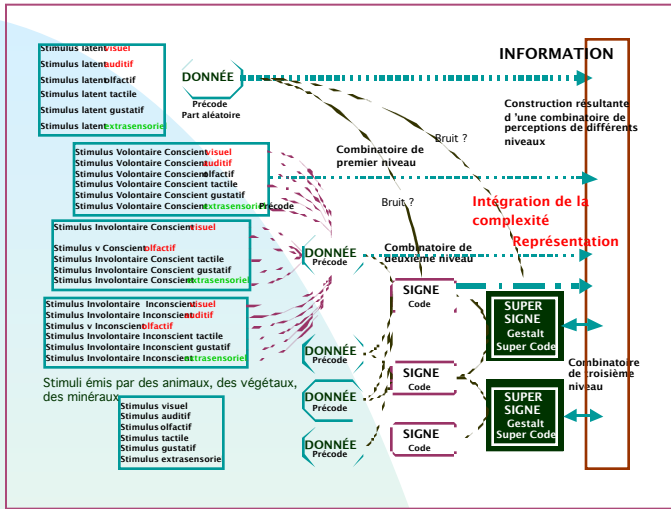 Stimulus latent visuel
Stimulus latent auditif
Stimulus latent olfactif
Stimulus latent tactile
Stimulus latent gustatif
Stimulus latent extrasensoriel
DONNÉE
Précode
Part aléatoire
INFORMATION
Construction résultante
d 'une combinatoire de
perceptions de différents
niveaux
Bruit ?
Combinatoire de
premier niveau
Stimulus Volontaire Conscient visuel
Stimulus Volontaire Conscient auditif
Stimulus Volontaire Conscient olfactif
Stimulus Volontaire Conscient tactile
Stimulus Volontaire Conscient gustatif
Stimulus Volontaire Conscient extrasensoriel
Précode
Bruit ?
Intégration de la
complexité
Représentation
Stimulus Involontaire Conscient visuel
Stimulus v Conscient olfactif
Stimulus Involontaire Conscient tactile
Stimulus Involontaire Conscient gustatif
Stimulus Involontaire Conscient extrasensoriel
DONNÉE
Précode
Combinatoire de
deuxième niveau
SIGNE
Code
SUPER
SIGNE
Gestalt
Super Code
Stimulus Involontaire Inconscient visuel
Stimulus Involontaire Inconscient auditif
Stimulus v Inconscient olfactif
Stimulus Involontaire Inconscient tactile
Stimulus Involontaire Inconscient gustatif
Stimulus Involontaire Inconscient extrasensoriel
DONNÉE
Précode
SIGNE
Code
Combinatoire
de troisième
niveau
Stimuli émis par des animaux, des végétaux,
des minéraux
DONNÉE
Précode
SUPER
SIGNE
Gestalt
Super Code
Stimulus visuel
Stimulus auditif
Stimulus olfactif
Stimulus tactile
Stimulus gustatif
Stimulus extrasensoriel
DONNÉE
Précode
SIGNE
Code